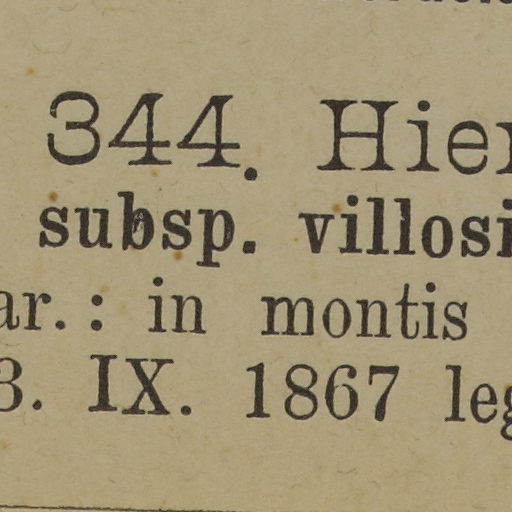 344. Hier
subsp. villosi
ar.: in montis
3. IX. 1867 leg